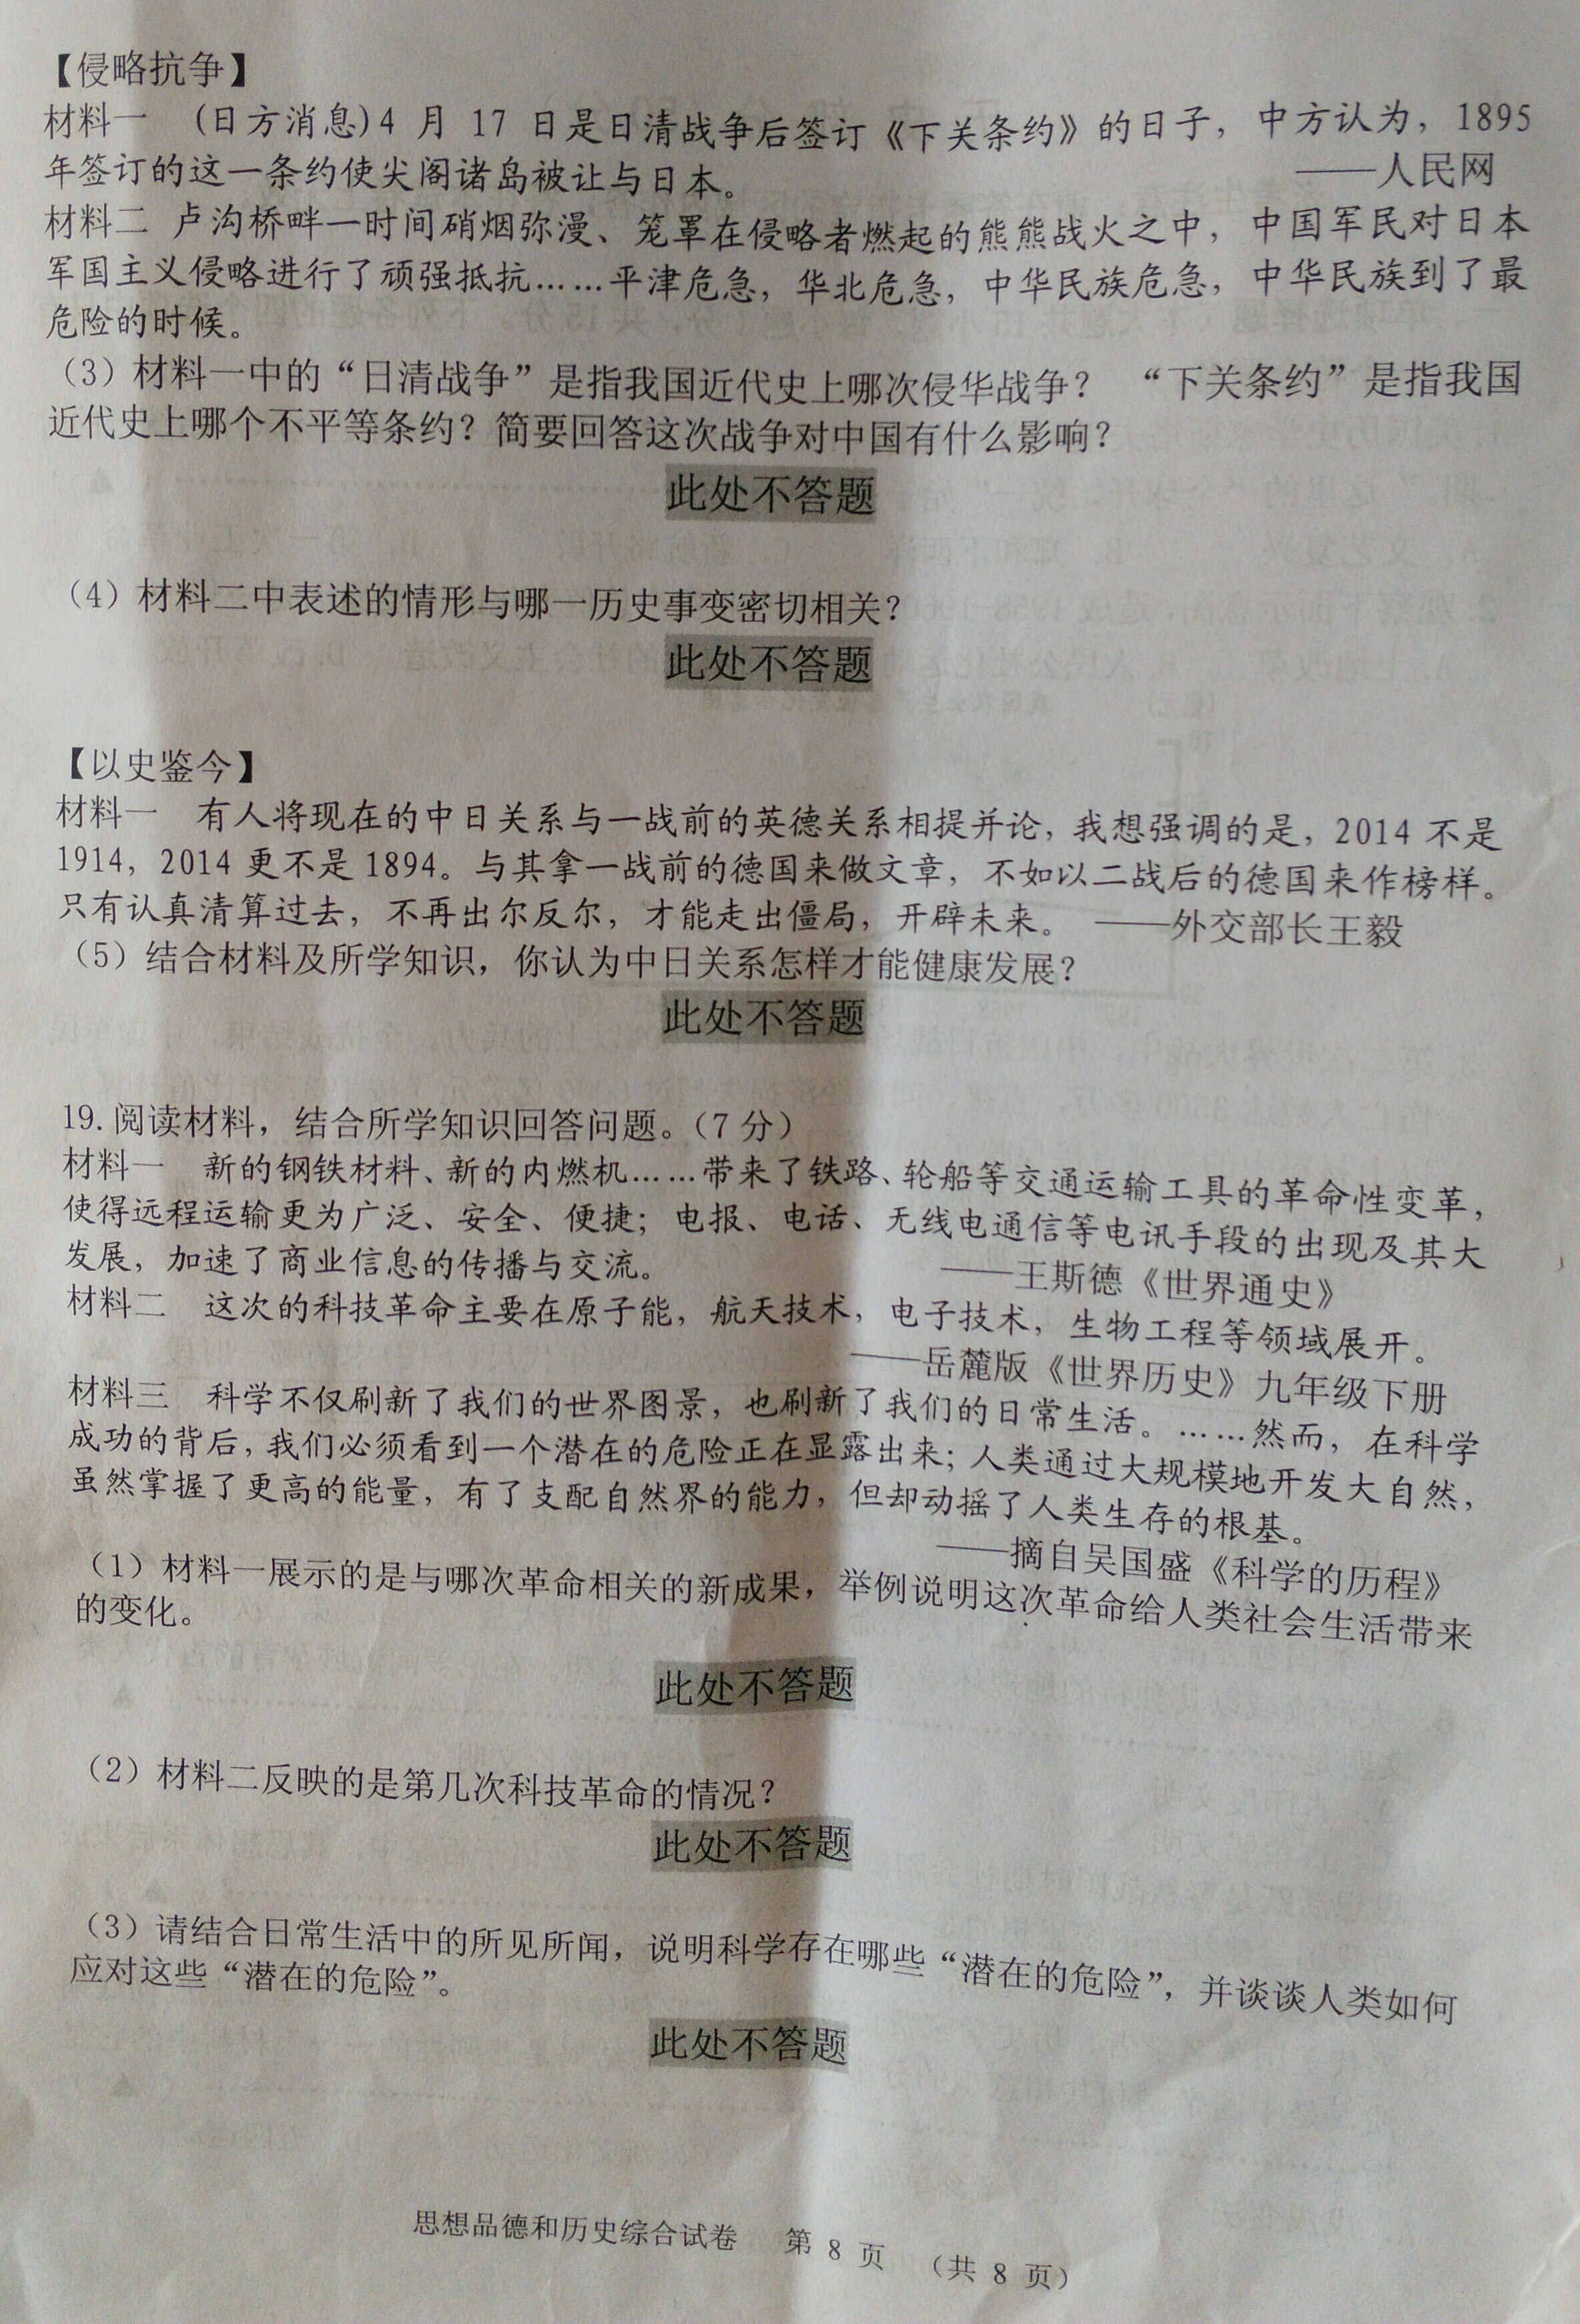 【侵略抗争】
材料一 (日方消息)4 月 17 日是日清战争后签订《下关条约》的日子，中方认为，1895
年签订的这一条约使尖阁诸岛被让与日本。 ——人民网
材料二 卢沟桥畔一时间硝烟弥漫、笼罩在侵略者燃起的熊熊战火之中，中国军民对日本
军国主义侵略进行了顽强抵抗……平津危急，华北危急，中华民族危急，中华民族到了最
危险的时候。
（3）材料一中的“日清战争”是指我国近代史上哪次侵华战争？ “下关条约”是指我国
近代史上哪个不平等条约？简要回答这次战争对中国有什么影响？
此处不答题
（4）材料二中表述的情形与哪一历史事变密切相关？
此处不答题
【以史鉴今】
材料一 有人将现在的中日关系与一战前的英德关系相提并论，我想强调的是，2014 不是
1914，2014 更不是 1894。与其拿一战前的德国来做文章，不如以二战后的德国来作榜样。
只有认真清算过去，不再出尔反尔，才能走出僵局，开辟未来。 ——外交部长王毅
（5）结合材料及所学知识，你认为中日关系怎样才能健康发展？
此处不答题
19. 阅读材料，结合所学知识回答问题。（7 分）
材料一 新的钢铁材料、新的内燃机……带来了铁路、轮船等交通运输工具的革命性变革，
使得远程运输更为广泛、安全、便捷；电报、电话、无线电通信等电讯手段的出现及其大
发展，加速了商业信息的传播与交流。 ——王斯德《世界通史》
材料二 这次的科技革命主要在原子能，航天技术，电子技术，生物工程等领域展开。
——岳麓版《世界历史》九年级下册
材料三 科学不仅刷新了我们的世界图景，也刷新了我们的日常生活。……然而，在科学
成功的背后，我们必须看到一个潜在的危险正在显露出来；人类通过大规模地开发大自然，
虽然掌握了更高的能量，有了支配自然界的能力，但却动摇了人类生存的根基。
——摘自吴国盛《科学的历程》
（1）材料一展示的是与哪次革命相关的新成果，举例说明这次革命给人类社会生活带来
的变化。
此处不答题
（2）材料二反映的是第几次科技革命的情况？
此处不答题
（3）请结合日常生活中的所见所闻，说明科学存在哪些“潜在的危险”，并谈谈人类如何
应对这些“潜在的危险”。
此处不答题
思想品德和历史综合试卷 第 8 页 （共 8 页）